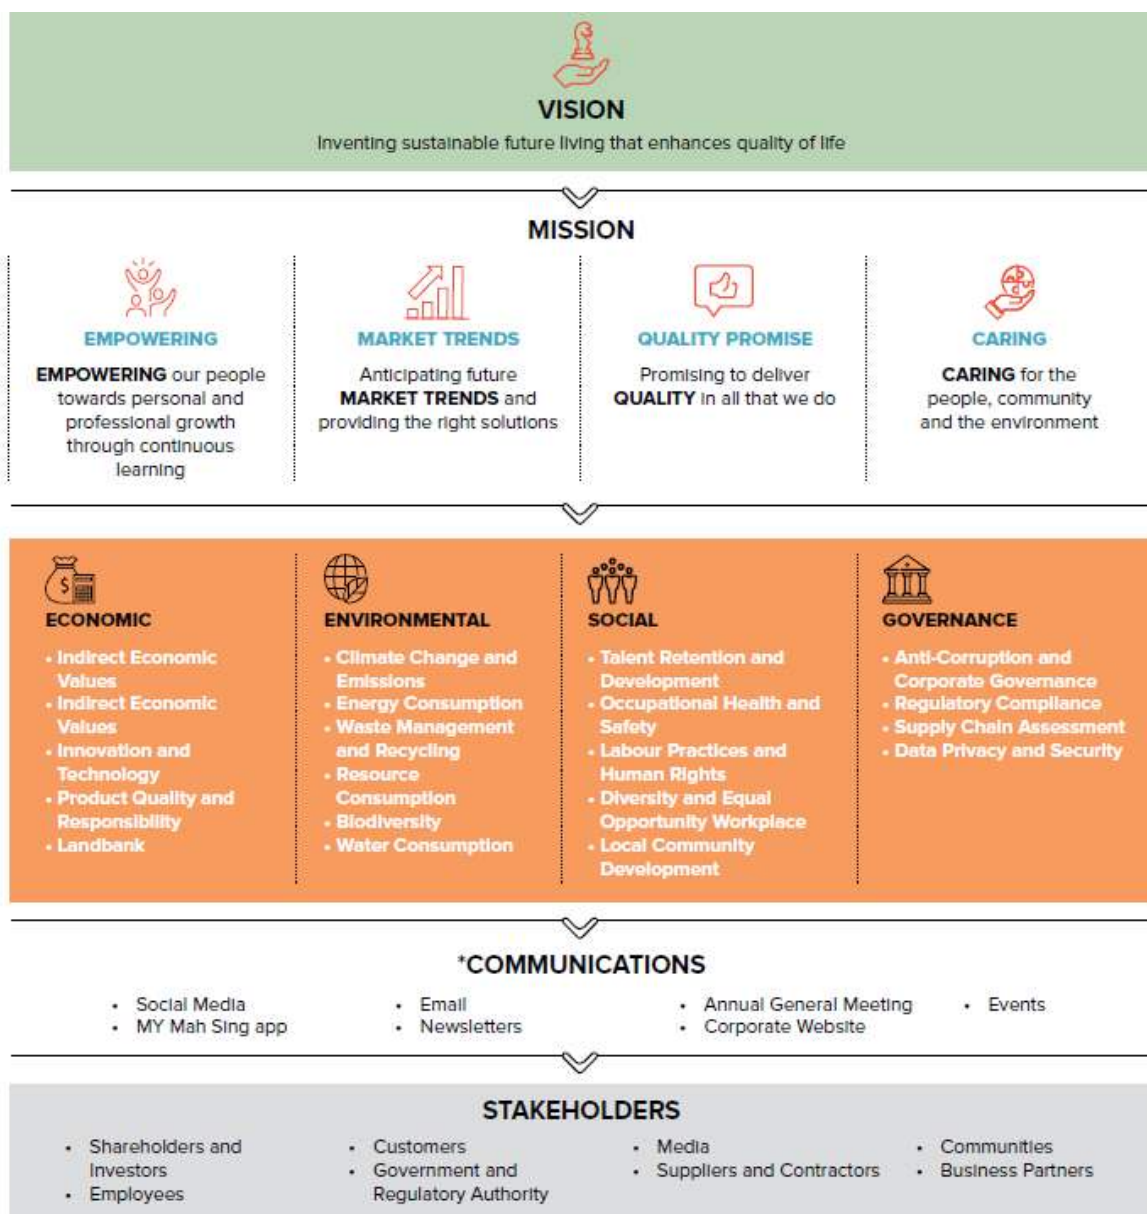 VISION
Inventing sustainable future living that enhances quality of life
MISSION
EMPOWERING
EMPOWERING our people
towards personal and
professional growth
through continuous
learning
MARKET TRENDS
Anticipating future
MARKET TRENDS and
providing the right solutions
QUALITY PROMISE
Promising to deliver
QUALITY in all that we do
CARING
CARING for the
people, community
and the environment
$
ECONOMIC
• Indirect Economic
Values
• Indirect Economic
Values
• Innovation and
Technology
• Product Quality and
Responsibility
• Landbank
ENVIRONMENTAL
• Climate Change and
Emissions
• Energy Consumption
• Waste Management
and Recycling
• Resource
Consumption
• Biodiversity
• Water Consumption
SOCIAL
• Talent Retention and
Development
• Occupational Health and
Safety
• Labour Practices and
Human Rights
• Diversity and Equal
Opportunity Workplace
• Local Community
Development
GOVERNANCE
• Anti-Corruption and
Corporate Governance
• Regulatory Compliance
• Supply Chain Assessment
• Data Privacy and Security
*COMMUNICATIONS
• Social Media
• MY Mah Sing app
• Email
• Newsletters
• Annual General Meeting
• Corporate Website
• Events
STAKEHOLDERS
• Shareholders and
Investors
• Employees
• Customers
• Government and
Regulatory Authority
• Media
• Suppliers and Contractors
• Communities
• Business Partners